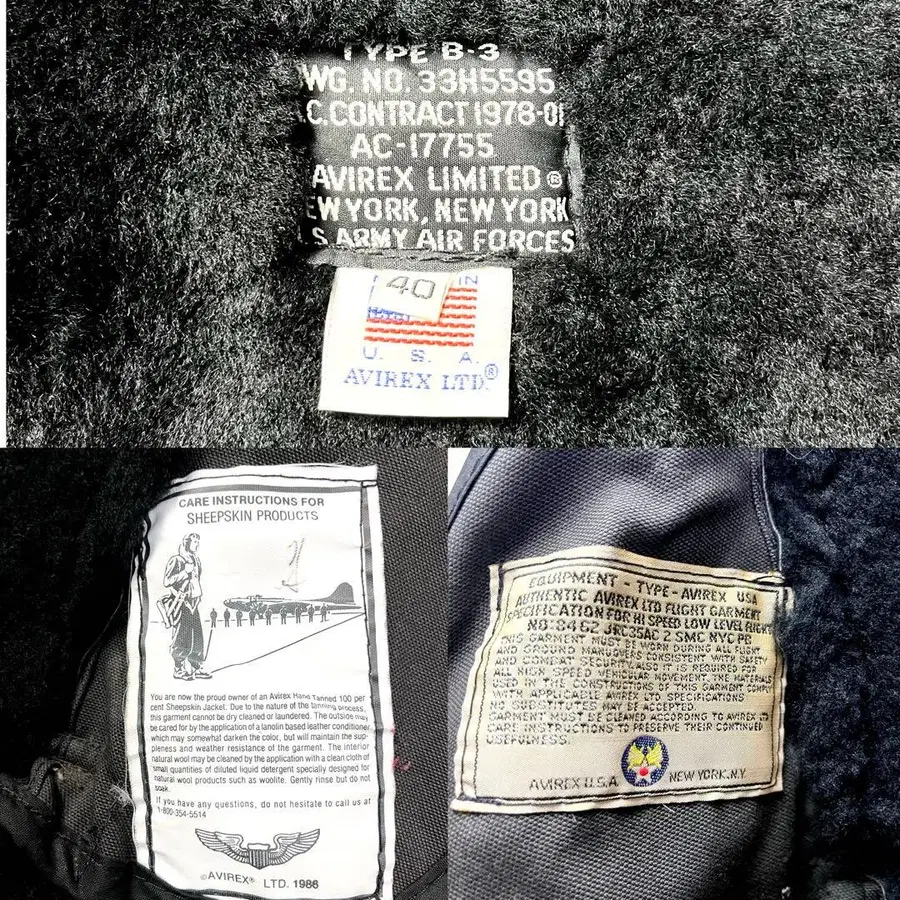 TYPE B-3
WG. NO. 33H5595
C. CONTRACT 1978-01
AC-17755
AVIREX LIMITED ®
EW YORK, NEW YORK
S. ARMY AIR FORCES
40
IN
U. S. A.
AVIREX LTD.®
CARE INSTRUCTIONS FOR
SHEEPSKIN PRODUCTS
You are now the proud owner of an Avirex Hand Tanned 100 per
cent Sheepskin Jacket. Due to the nature of the tanning process,
this garment cannot be dry cleaned or laundered. The outside may
be cared for by the application of a lanolin based leather conditioner
which may somewhat darken the color, but will maintain the sup-
pleness and weather resistance of the garment. The interior
natural wool may be cleaned by the application with a clean cloth of
small quantities of diluted liquid detergent specially designed for
natural wool products such as woolite. Gently rinse but do not
soak.
If you have any questions, do not hesitate to call us at
1-800-354-5514
©AVIREX® LTD. 1986
EQUIPMENT - TYPE - AVIREX USA
AUTHENTIC AVIREX LTD FLIGHT GARMENT
SPECIFICATION FOR HI SPEED LOW LEVEL FLIGHT
NO: 84 G2 JKC35AC 2 SMC NYC PB
THIS GARMENT MUST BE WORN DURING ALL FLIGHT
AND GROUND MANUOVERS CONSISTENT WITH SAFETY
AND COMBAT SECURITY. ALSO IT IS REQUIRED FOR
ALL HIGH SPEED VEHICULAR MOVEMENT. THE MATERIALS
USED IN CONSTRUCTIONS OF THIS GARMENT COMPLY
WITH APPLICABLE AVIREX LTD SPECIFICATIONS
NO SUBSTITUTES MAY BE ACCEPTED.
GARMENT MUST BE CLEANED ACCORDING TO AVIREX LTD
CARE INSTRUCTIONS TO PRESERVE THEIR CONTINUED
USEFULNESS.
AVIREX U.S.A. NEW YORK.N.Y.